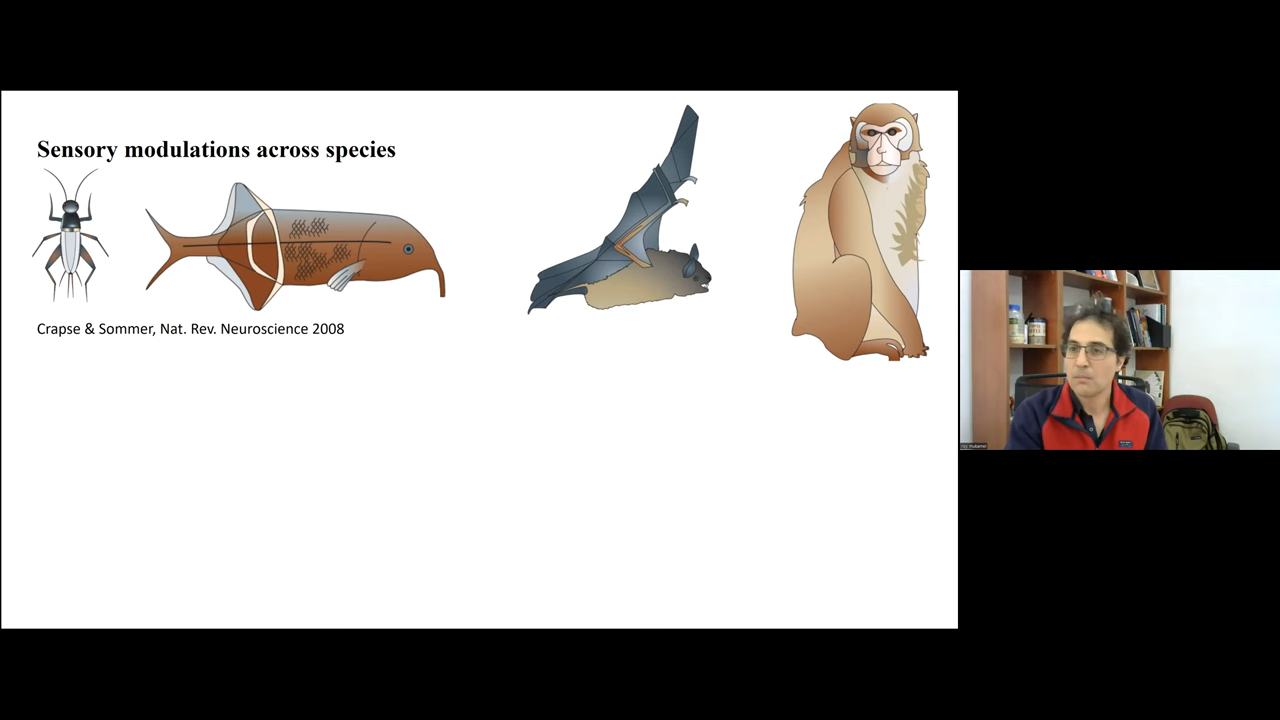 Sensory modulations across species
Crapse & Sommer, Nat. Rev. Neuroscience 2008